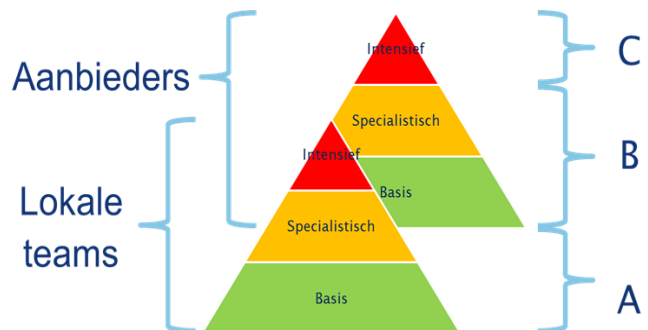 Aanbieders
Lokale
teams
Intensief
Specialistisch
Basis
Intensief
Specialistisch
Basis
C
B
A